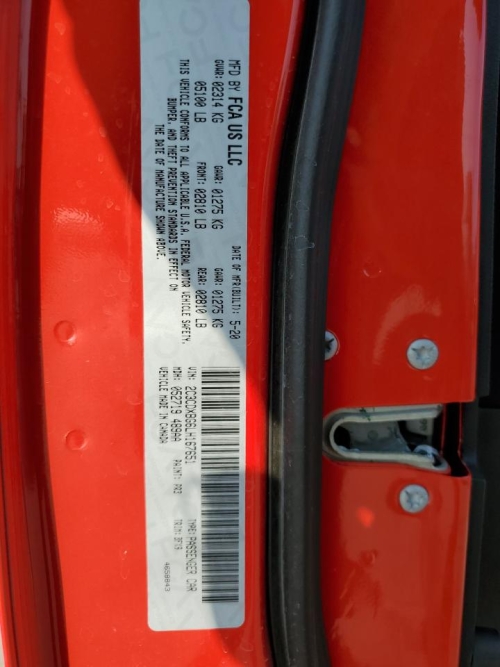 MFD BY FCA US LLC
DATE OF MFR(BUILT): 5-20
GVWR: 02314 KG
GAWR: 01275 KG
GAWR: 01275 KG
05100 LB
FRONT: 02810 LB
REAR: 02810 LB
THIS VEHICLE CONFORMS TO ALL APPLICABLE U.S.A. FEDERAL MOTOR VEHICLE SAFETY,
BUMPER, AND THEFT PREVENTION STANDARDS IN EFFECT ON
THE DATE OF MANUFACTURE SHOWN ABOVE.
VIN: 2C3CDXBG6LH167651
TYPE: PASSENGER CAR
MDH: 052719 489AA
PAINT: PR3
VEHICLE MADE IN CANADA